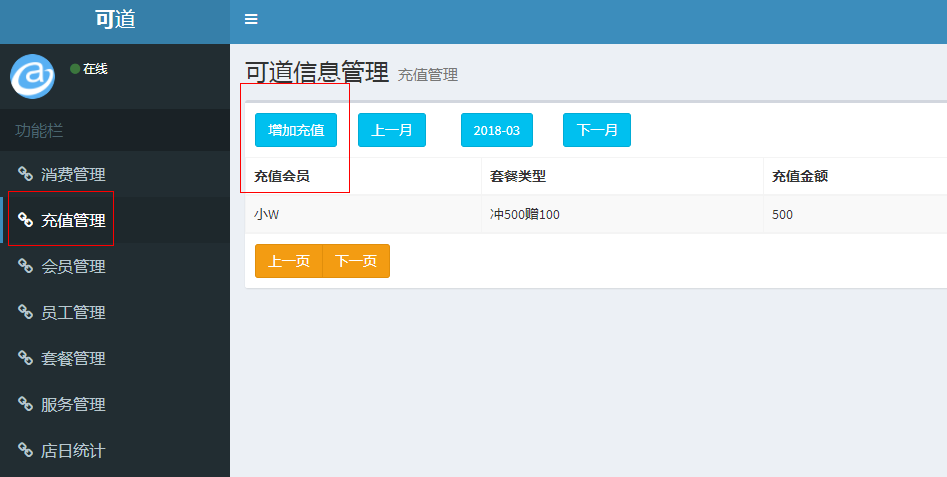 可道
在线
功能栏
消费管理
充值管理
会员管理
员工管理
套餐管理
服务管理
店日统计
可道信息管理 充值管理
增加充值 上一月 2018-03 下一月
充值会员 套餐类型 充值金额
小W 冲500赠100 500
上一页 下一页